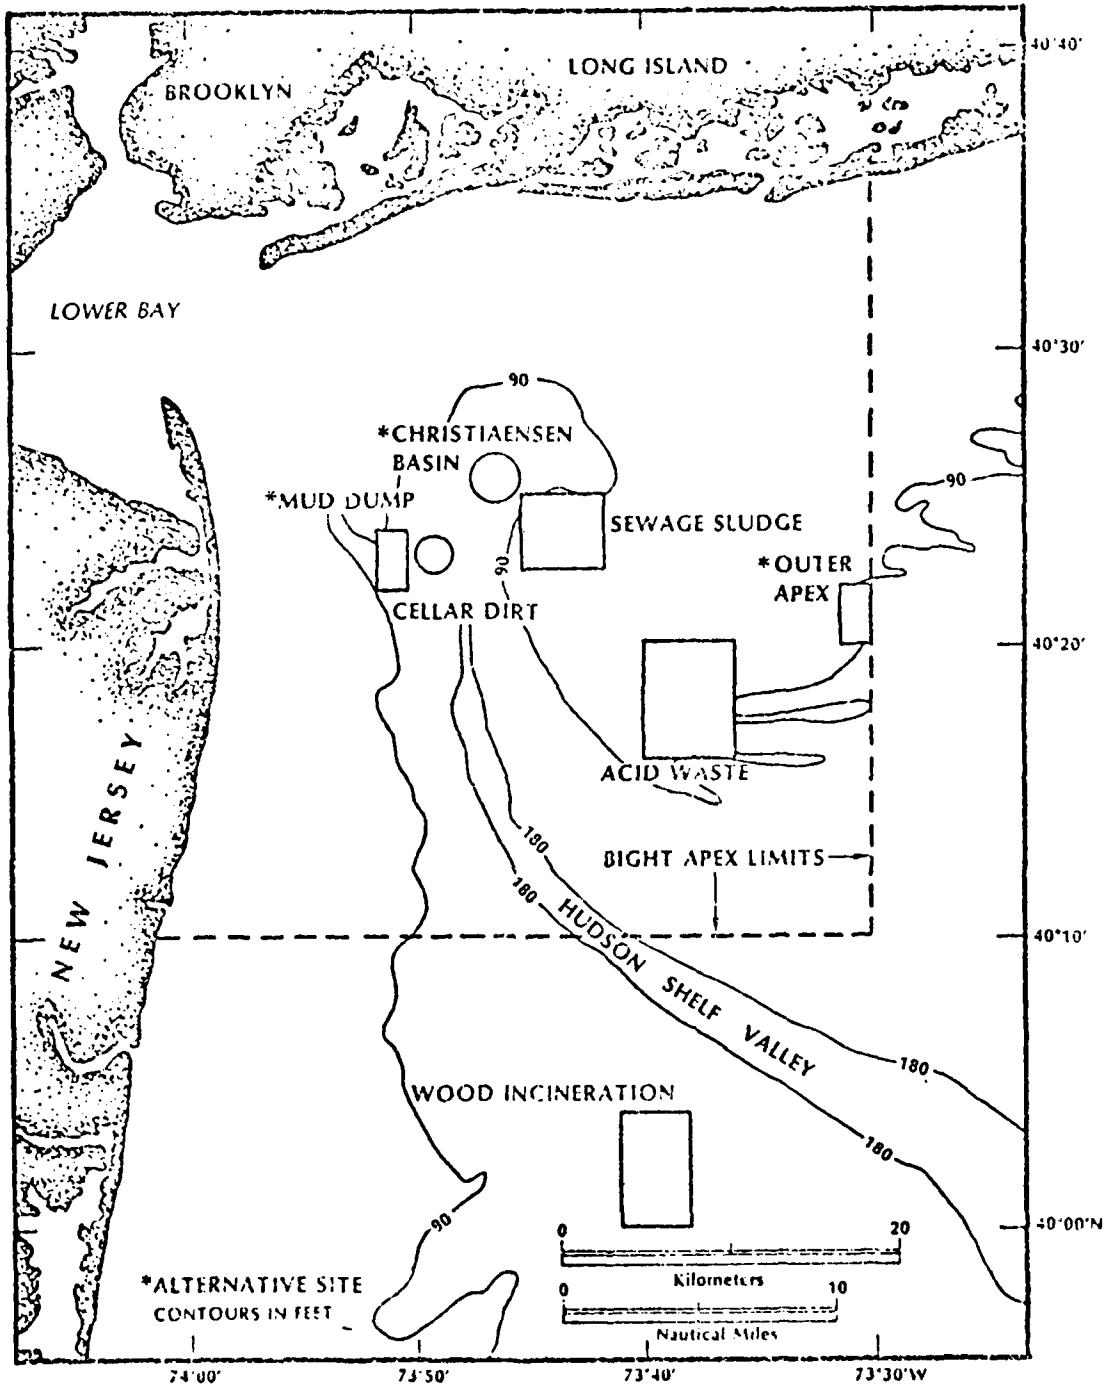 LONG ISLAND
BROOKLYN
40°40'
LOWER BAY
40°30'
90
*CHRISTIAENSEN
BASIN
*MUD DUMP
SEWAGE SLUDGE
90
90
*OUTER
APEX
CELLAR DIRT
40°20'
NEW JERSEY
ACID WASTE
180
BIGHT APEX LIMITS
180
HUDSON SHELF VALLEY
40°10'
180
WOOD INCINERATION
180
90
40°00'N
0 20
Kilometers
0 10
Nautical Miles
*ALTERNATIVE SITE
CONTOURS IN FEET
74°00' 73°50' 73°40' 73°30'W